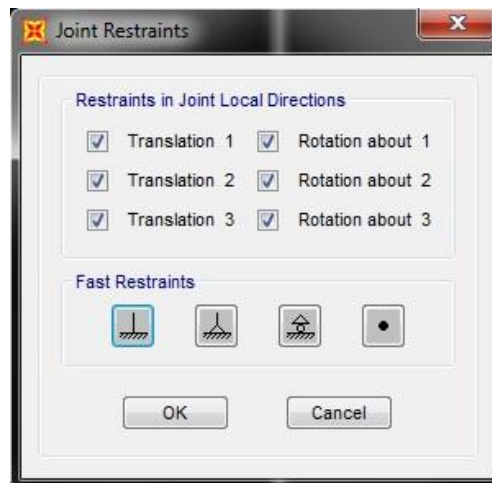 Joint Restraints
Restraints in Joint Local Directions
Translation 1 Rotation about 1
Translation 2 Rotation about 2
Translation 3 Rotation about 3
Fast Restraints
OK Cancel